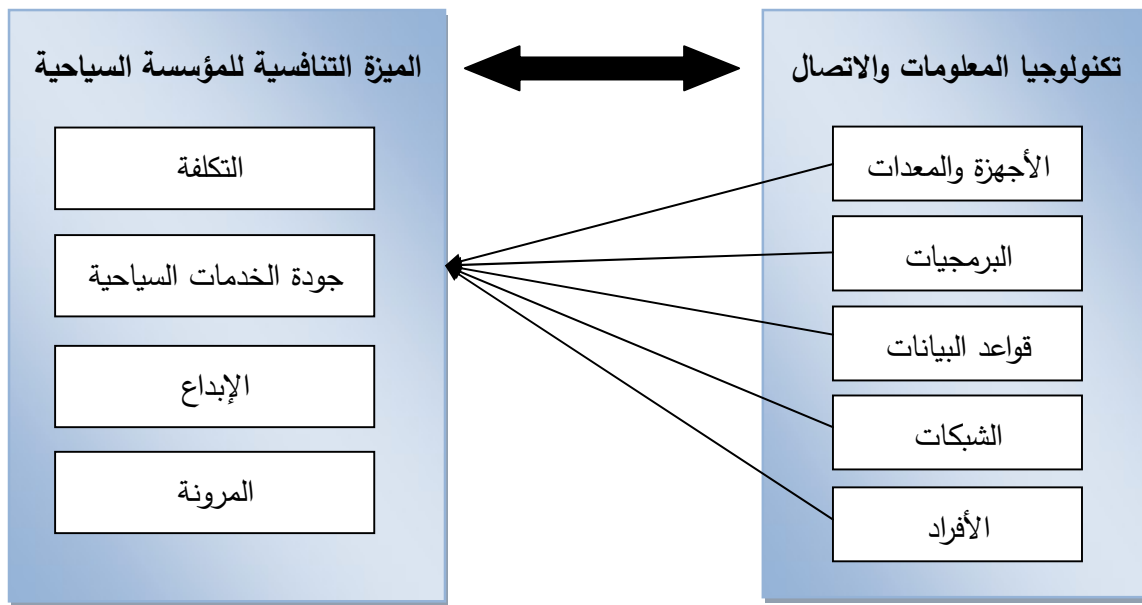 تكنولوجيا المعلومات والاتصال
الأجهزة والمعدات
البرمجيات
قواعد البيانات
الشبكات
الأفراد
الميزة التنافسية للمؤسسة السياحية
التكلفة
جودة الخدمات السياحية
الإبداع
المرونة